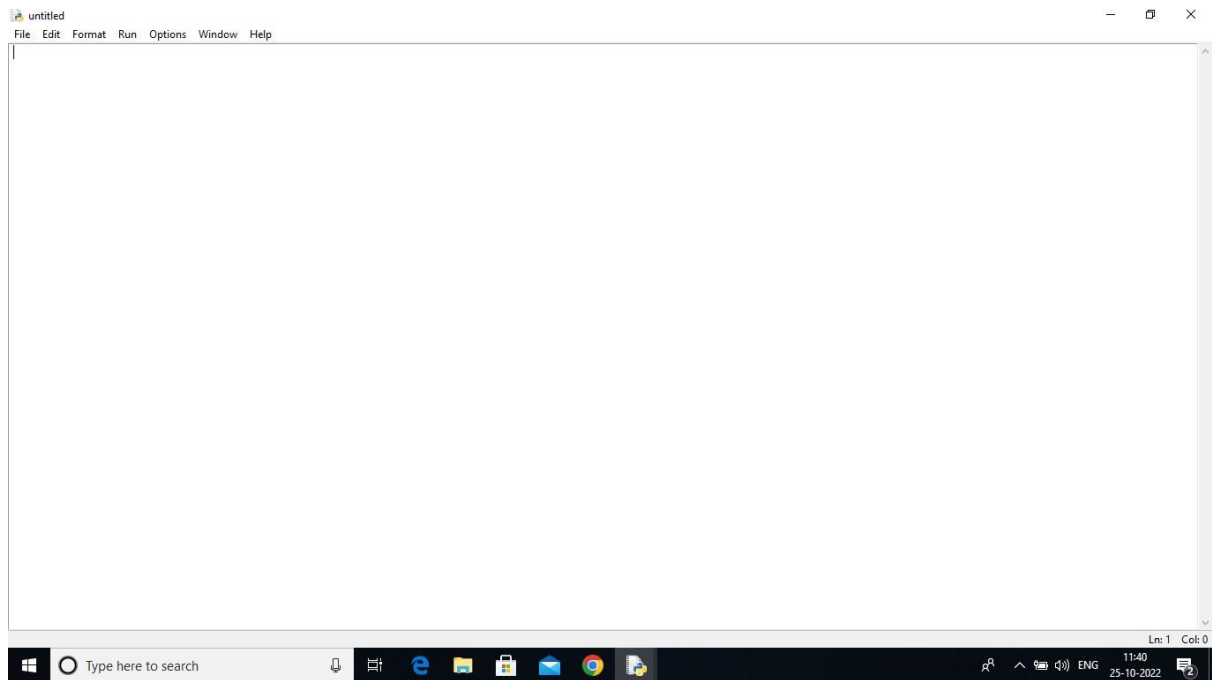 untitled
File Edit Format Run Options Window Help
Ln: 1 Col: 0
Type here to search
ENG
11:40
25-10-2022
2